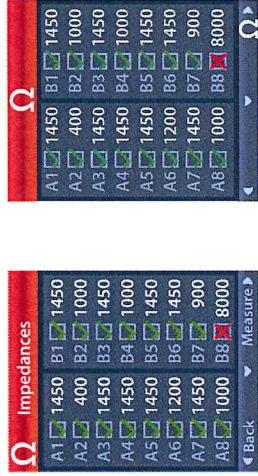 Ω Impedances
A1 ☑ 1450 B1 ☑ 1450
A2 ☑ 400 B2 ☑ 1000
A3 ☑ 1450 B3 ☑ 1450
A4 ☑ 1450 B4 ☑ 1000
A5 ☑ 1450 B5 ☑ 1450
A6 ☑ 1200 B6 ☑ 1450
A7 ☑ 1450 B7 ☑ 900
A8 ☑ 1000 B8 ☒ 8000
◀ Back ▼ Measure ▶
Ω
A1 ☑ 1450 B1 ☑ 1450
A2 ☑ 400 B2 ☑ 1000
A3 ☑ 1450 B3 ☑ 1450
A4 ☑ 1450 B4 ☑ 1000
A5 ☑ 1450 B5 ☑ 1450
A6 ☑ 1200 B6 ☑ 1450
A7 ☑ 1450 B7 ☑ 900
A8 ☑ 1000 B8 ☒ 8000
◀ ▼ Ω ▶